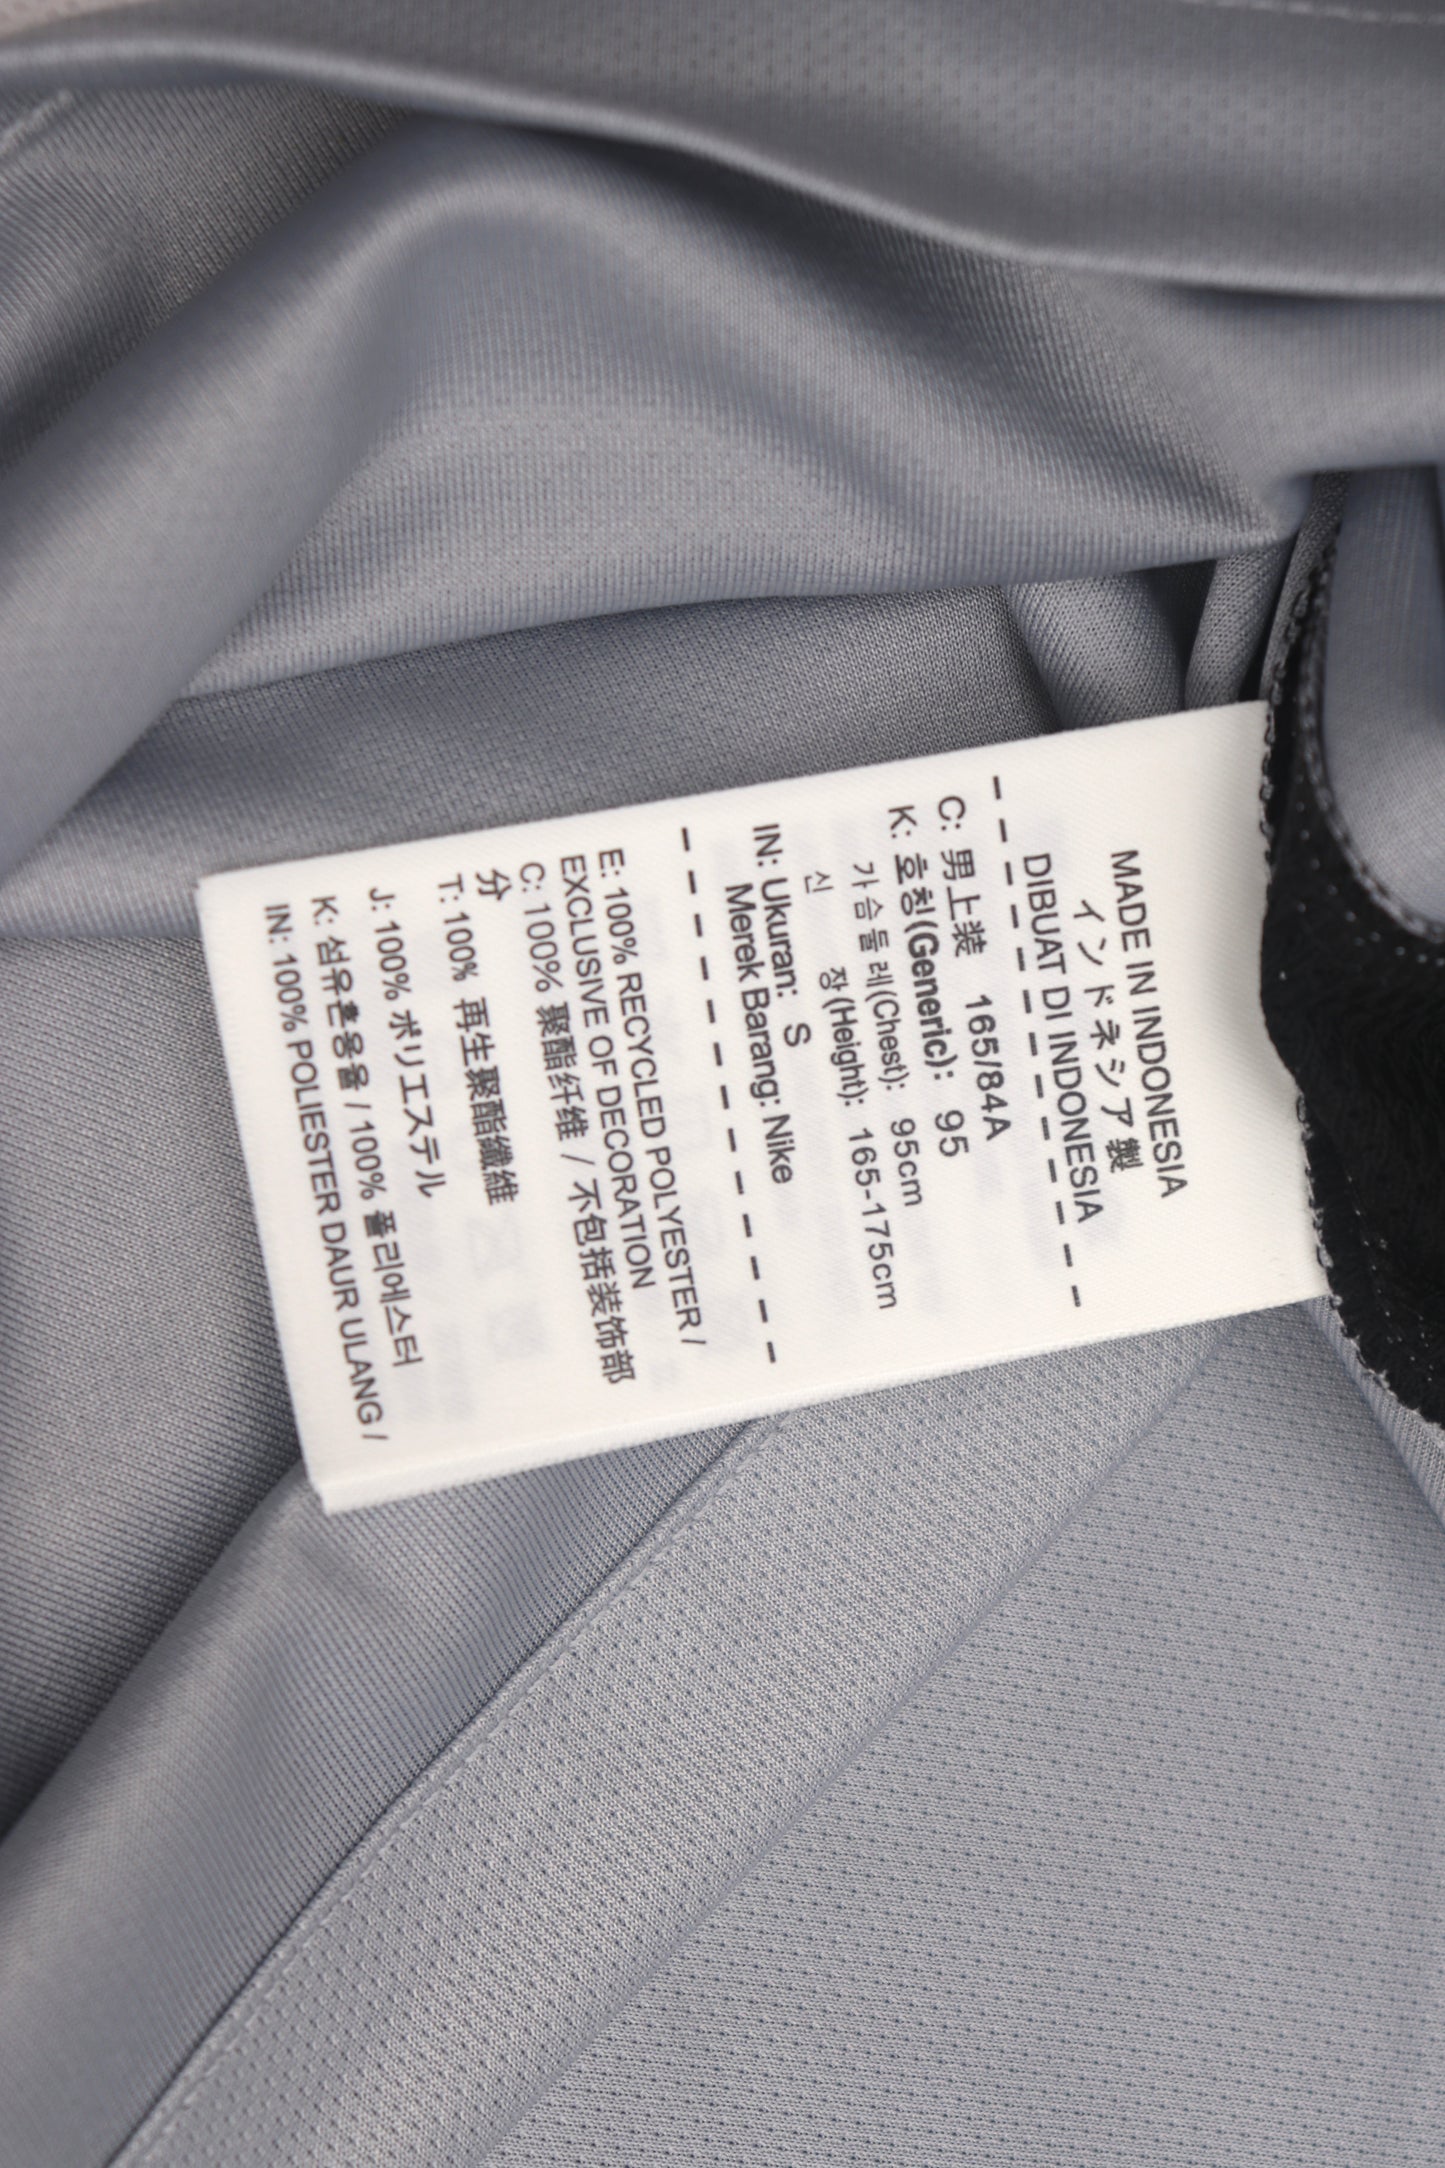 MADE IN INDONESIA
インドネシア製
DIBUAT DI INDONESIA
C: 男上装 165/84A
K: 호칭(Generic): 95
가슴둘레(Chest): 95cm
신장(Height): 165-175cm
IN: Ukuran: S
Merek Barang: Nike
E: 100% RECYCLED POLYESTER /
EXCLUSIVE OF DECORATION
C: 100% 聚酯纤维 / 不包括装饰部
分
T: 100% 再生聚酯纖維
J: 100% ポリエステル
K: 섬유혼용율 / 100% 폴리에스터
IN: 100% POLIESTER DAUR ULANG /